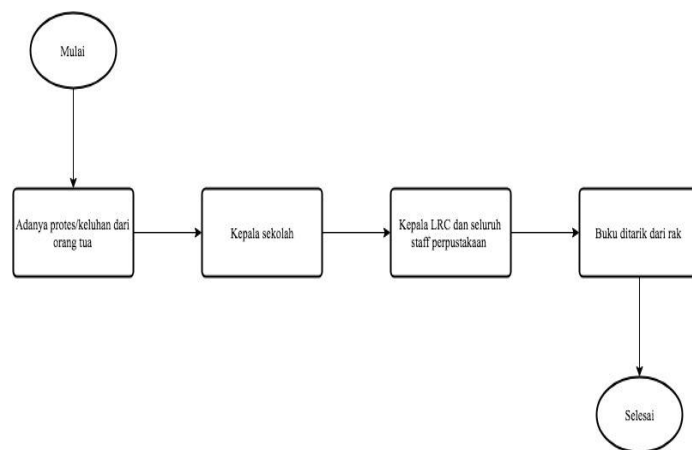 Mulai
Adanya protes/keluhan dari
orang tua
Kepala sekolah
Kepala LRC dan seluruh
staff perpustakaan
Buku ditarik dari rak
Selesai